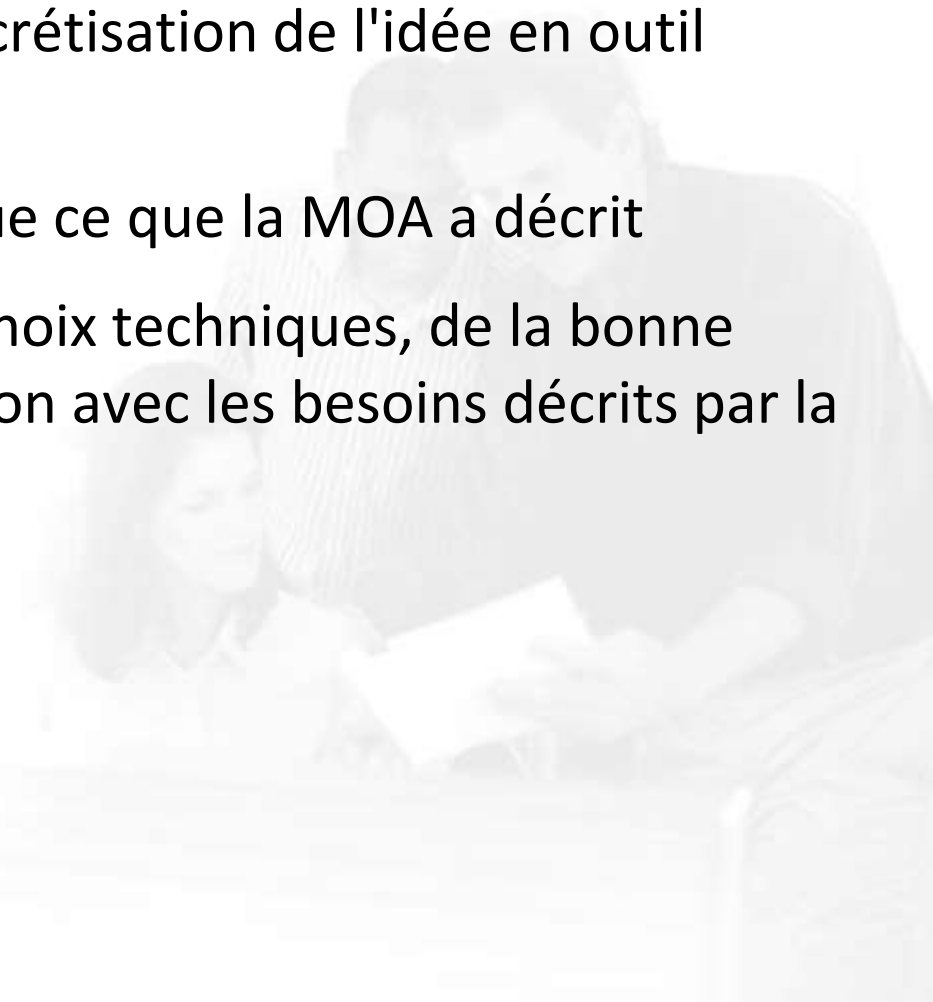 crétisation de l'idée en outil
ue ce que la MOA a décrit
hoix techniques, de la bonne
on avec les besoins décrits par la